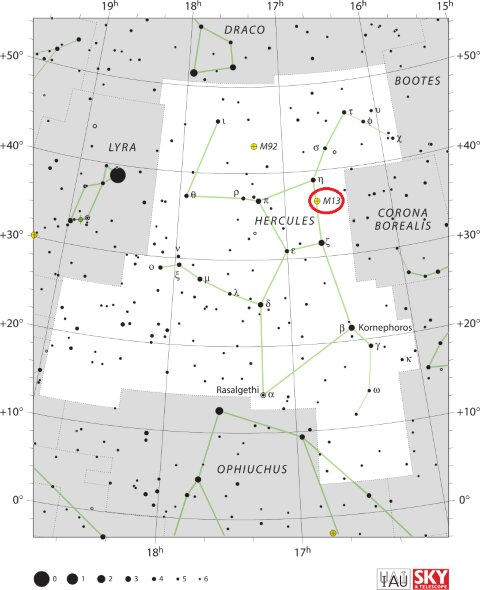 19h 18h 17h 16h 15h
DRACO
+50° +50°
BOOTES
ι τ υ
φ
χ
+40° M92 σ +40°
LYRA
η
θ ρ π M13
HERCULES CORONA
BOREALIS
+30° ζ +30°
ν ε
ο ξ μ
λ
δ
+20° β Kornephoros +20°
γ
κ
Rasalgethi α ω
+10° +10°
OPHIUCHUS
0° 0°
18h 17h
0 1 2 3 4 5 6
IAU SKY
& TELESCOPE